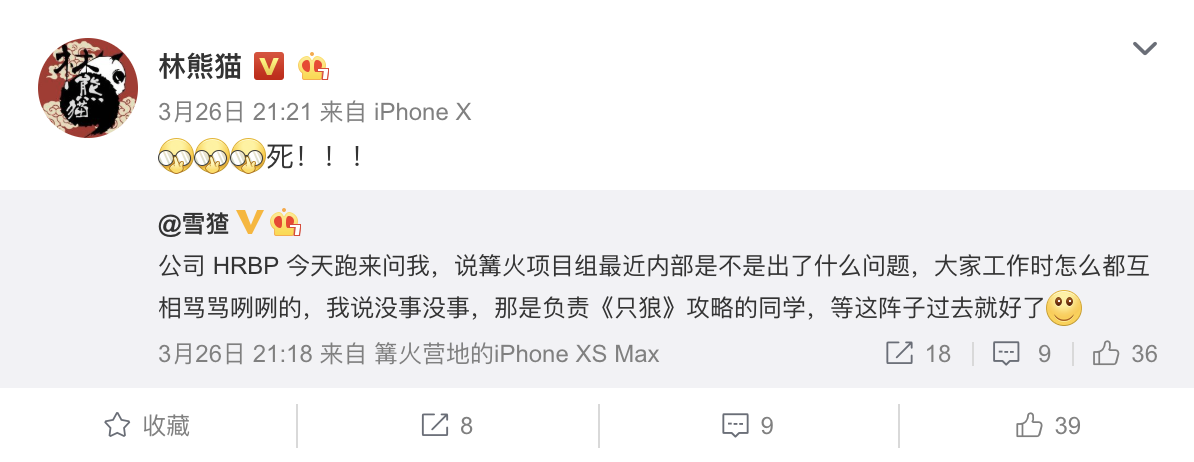 林熊猫
林熊猫 V 7
3月26日 21:21 来自 iPhone X
死！！！
@雪猹 V 7
公司 HRBP 今天跑来问我，说篝火项目组最近内部是不是出了什么问题，大家工作时怎么都互
相骂骂咧咧的，我说没事没事，那是负责《只狼》攻略的同学，等这阵子过去就好了
3月26日 21:18 来自 篝火营地的iPhone XS Max 18 9 36
收藏 8 9 39